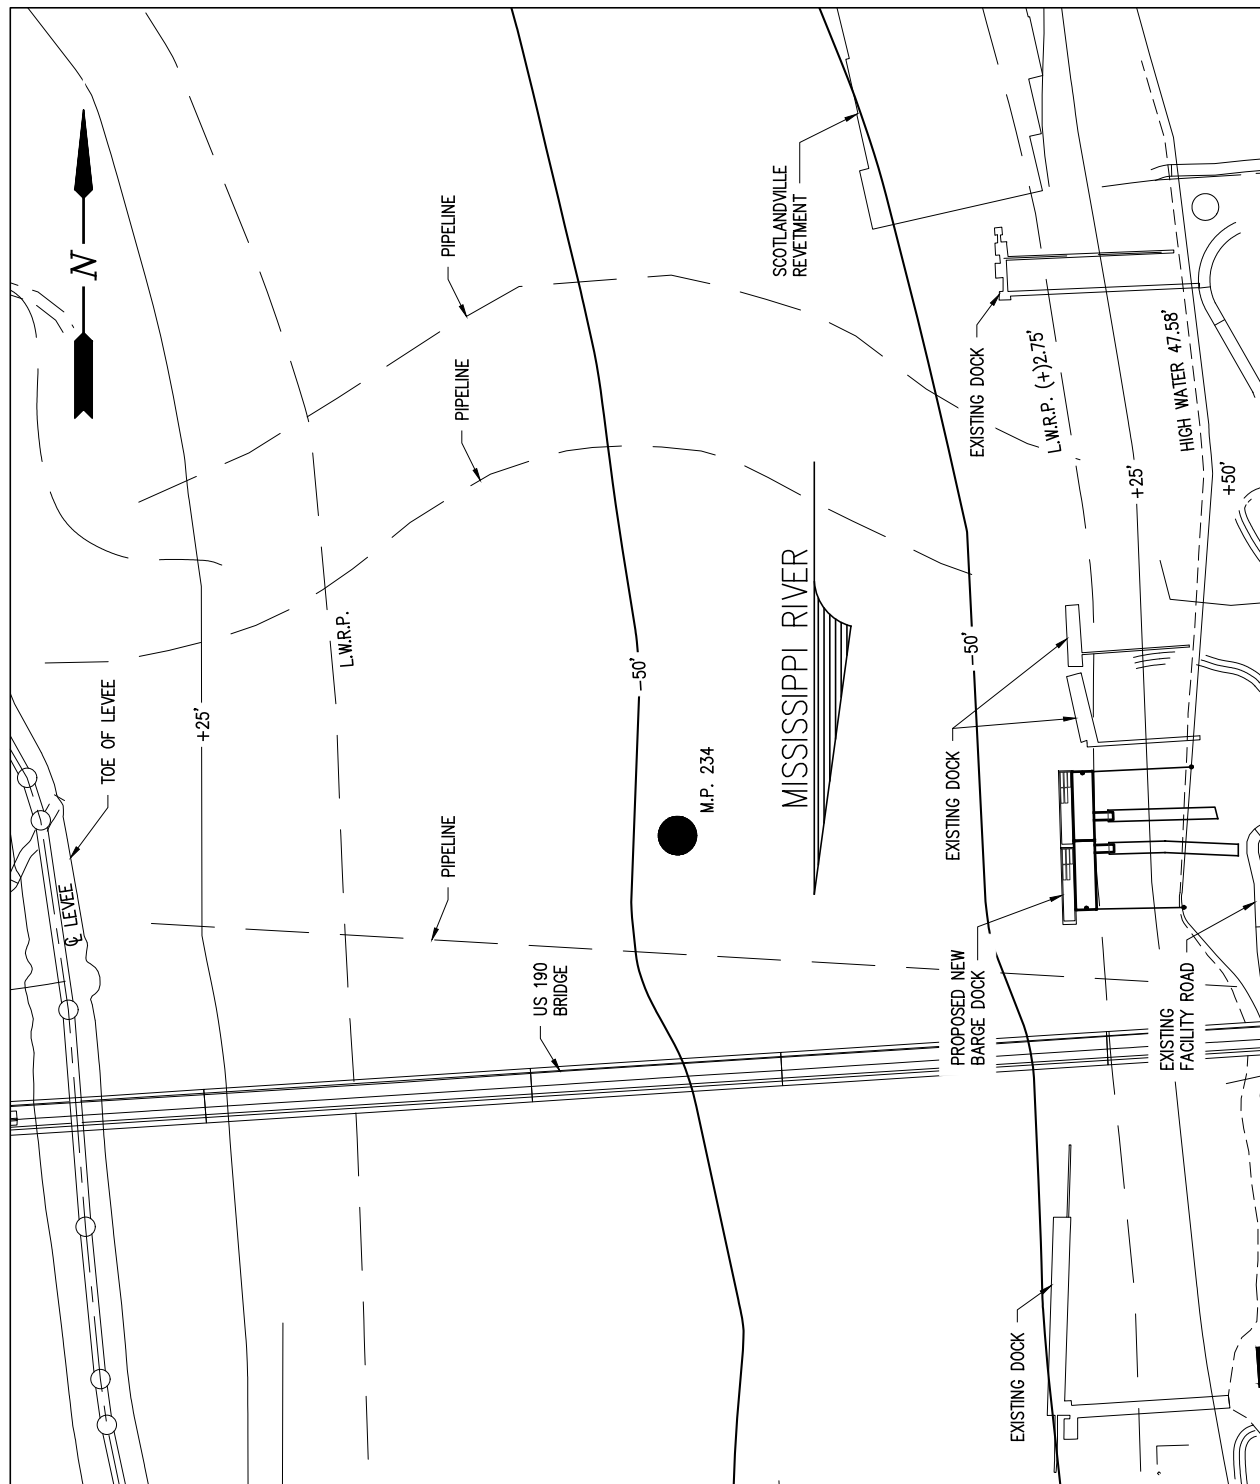 N
PIPELINE
SCOTLANDVILLE
REVETMENT
PIPELINE
EXISTING DOCK
L.W.R.P. (+)2.75'
HIGH WATER 47.58'
+25'
+50'
L.W.R.P.
TOE OF LEVEE
+25'
-50'
MISSISSIPPI RIVER
-50'
M.P. 234
EXISTING DOCK
PIPELINE
℄ LEVEE
US 190
BRIDGE
PROPOSED NEW
BARGE DOCK
EXISTING
FACILITY ROAD
EXISTING DOCK